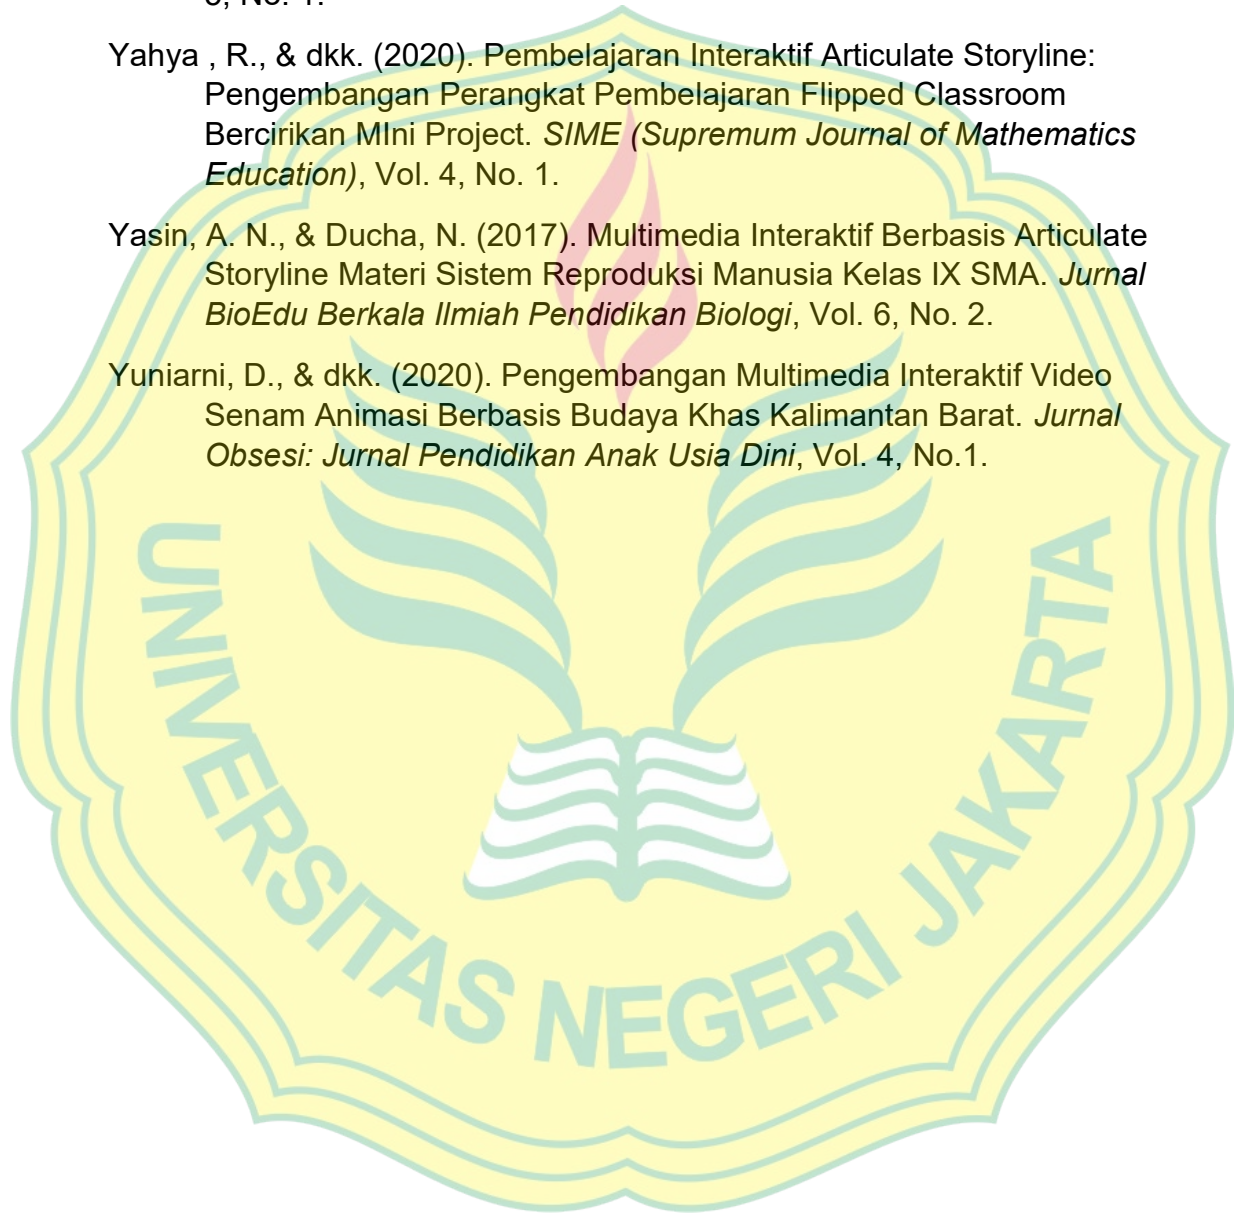 Yahya , R., & dkk. (2020). Pembelajaran Interaktif Articulate Storyline:
Pengembangan Perangkat Pembelajaran Flipped Classroom
Bercirikan MIni Project. SIME (Supremum Journal of Mathematics
Education), Vol. 4, No. 1.
Yasin, A. N., & Ducha, N. (2017). Multimedia Interaktif Berbasis Articulate
Storyline Materi Sistem Reproduksi Manusia Kelas IX SMA. Jurnal
BioEdu Berkala Ilmiah Pendidikan Biologi, Vol. 6, No. 2.
Yuniarni, D., & dkk. (2020). Pengembangan Multimedia Interaktif Video
Senam Animasi Berbasis Budaya Khas Kalimantan Barat. Jurnal
Obsesi: Jurnal Pendidikan Anak Usia Dini, Vol. 4, No.1.
UNIVERSITAS NEGERI JAKARTA